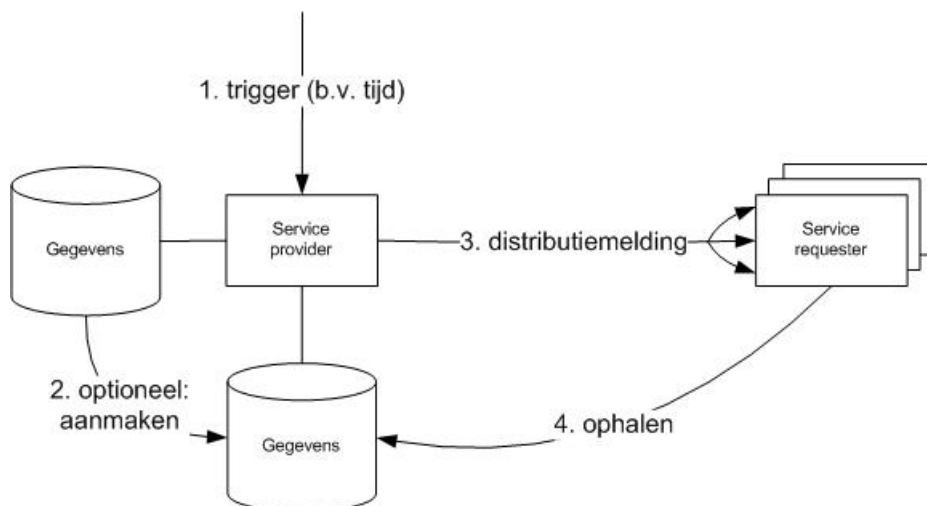 1. trigger (b.v. tijd)
Gegevens
Service
provider
3. distributiemelding
Service
requester
2. optioneel:
aanmaken
Gegevens
4. ophalen